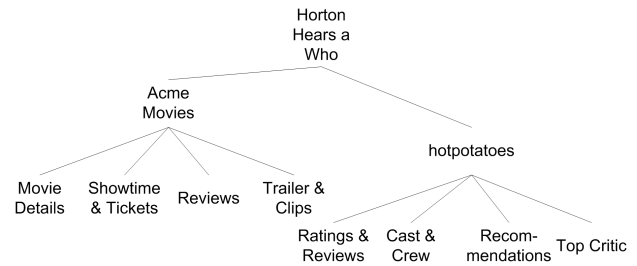 Horton
Hears a
Who
Acme
Movies
hotpotatoes
Movie
Details
Showtime
& Tickets
Reviews
Trailer &
Clips
Ratings &
Reviews
Cast &
Crew
Recom-
mendations
Top Critic